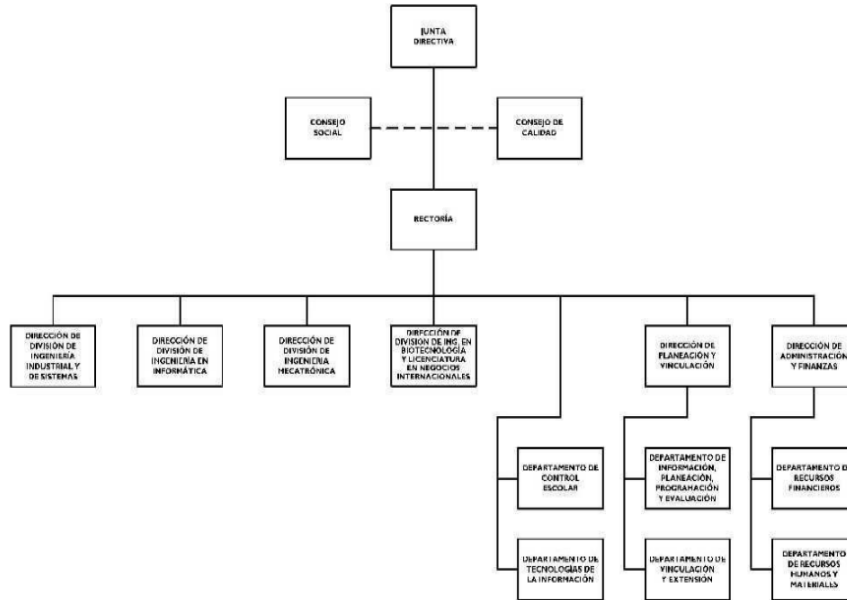 JUNTA
DIRECTIVA
CONSEJO
SOCIAL
CONSEJO DE
CALIDAD
RECTORÍA
DIRECCIÓN DE
DIVISIÓN DE
INGENIERÍA
INDUSTRIAL Y
DE SISTEMAS
DIRECCIÓN DE
DIVISIÓN DE
INGENIERÍA EN
INFORMÁTICA
DIRECCIÓN DE
DIVISIÓN DE
INGENIERIA
MECATRÓNICA
DIRECCIÓN DE
DIVISION DE ING. EN
BIOTECNOLOGÍA
Y LICENCIATURA
EN NEGOCIOS
INTERNACIONALES
DIRECCIÓN DE
PLANEACIÓN Y
VINCULACIÓN
DIRECCIÓN DE
ADMINISTRACIÓN
Y FINANZAS
DEPARTAMENTO DE
CONTROL
ESCOLAR
DEPARTAMENTO DE
INFORMACIÓN,
PLANEACIÓN,
PROGRAMACIÓN
Y EVALUACIÓN
DEPARTAMENTO DE
RECURSOS
FINANCIEROS
DEPARTAMENTO DE
TECNOLOGÍAS DE
LA INFORMACIÓN
DEPARTAMENTO DE
VINCULACIÓN
Y EXTENSIÓN
DEPARTAMENTO
DE RECURSOS
HUMANOS Y
MATERIALES